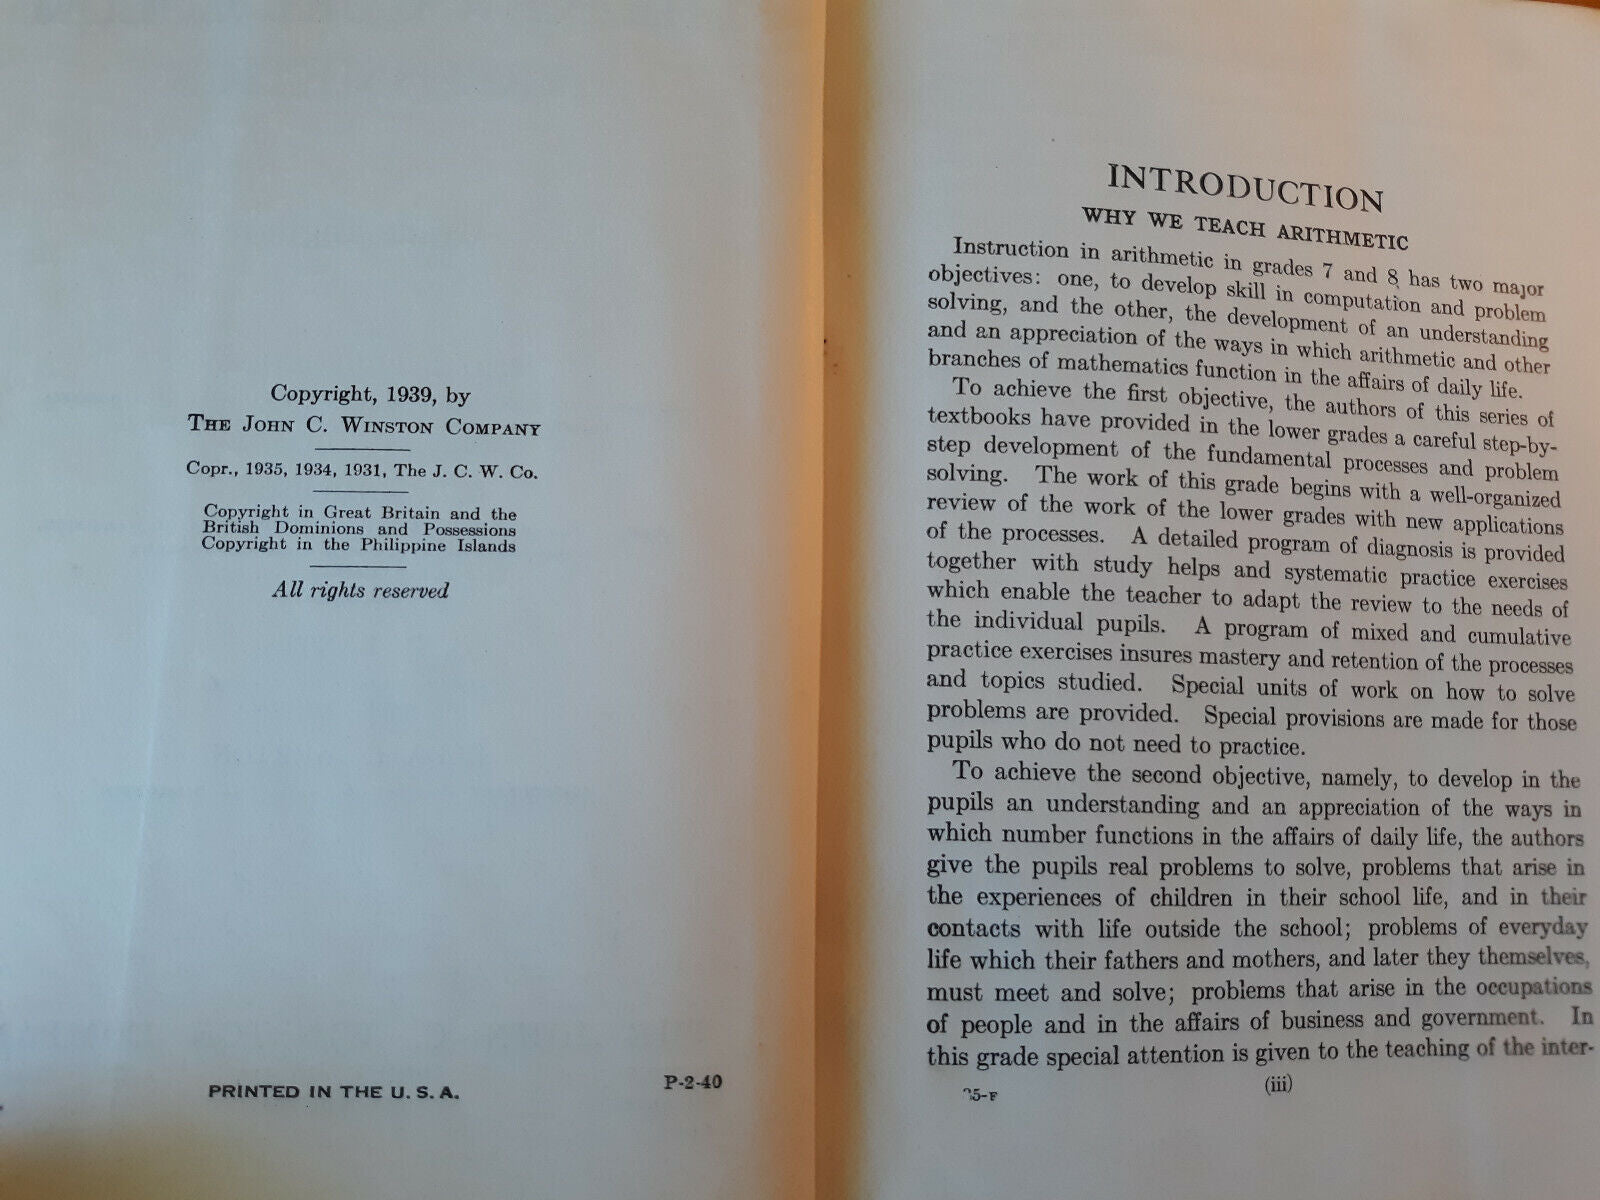 Copyright, 1939, by
THE JOHN C. WINSTON COMPANY
Copr., 1935, 1934, 1931, The J. C. W. Co.
Copyright in Great Britain and the
British Dominions and Possessions
Copyright in the Philippine Islands
All rights reserved
PRINTED IN THE U. S. A.
P-2-40
INTRODUCTION
WHY WE TEACH ARITHMETIC
Instruction in arithmetic in grades 7 and 8 has two major
objectives: one, to develop skill in computation and problem
solving, and the other, the development of an understanding
and an appreciation of the ways in which arithmetic and other
branches of mathematics function in the affairs of daily life.
To achieve the first objective, the authors of this series of
textbooks have provided in the lower grades a careful step-by-
step development of the fundamental processes and problem
solving. The work of this grade begins with a well-organized
review of the work of the lower grades with new applications
of the processes. A detailed program of diagnosis is provided
together with study helps and systematic practice exercises
which enable the teacher to adapt the review to the needs of
the individual pupils. A program of mixed and cumulative
practice exercises insures mastery and retention of the processes
and topics studied. Special units of work on how to solve
problems are provided. Special provisions are made for those
pupils who do not need to practice.
To achieve the second objective, namely, to develop in the
pupils an understanding and an appreciation of the ways in
which number functions in the affairs of daily life, the authors
give the pupils real problems to solve, problems that arise in
the experiences of children in their school life, and in their
contacts with life outside the school; problems of everyday
life which their fathers and mothers, and later they themselves,
must meet and solve; problems that arise in the occupations
of people and in the affairs of business and government. In
this grade special attention is given to the teaching of the inter-
(iii)